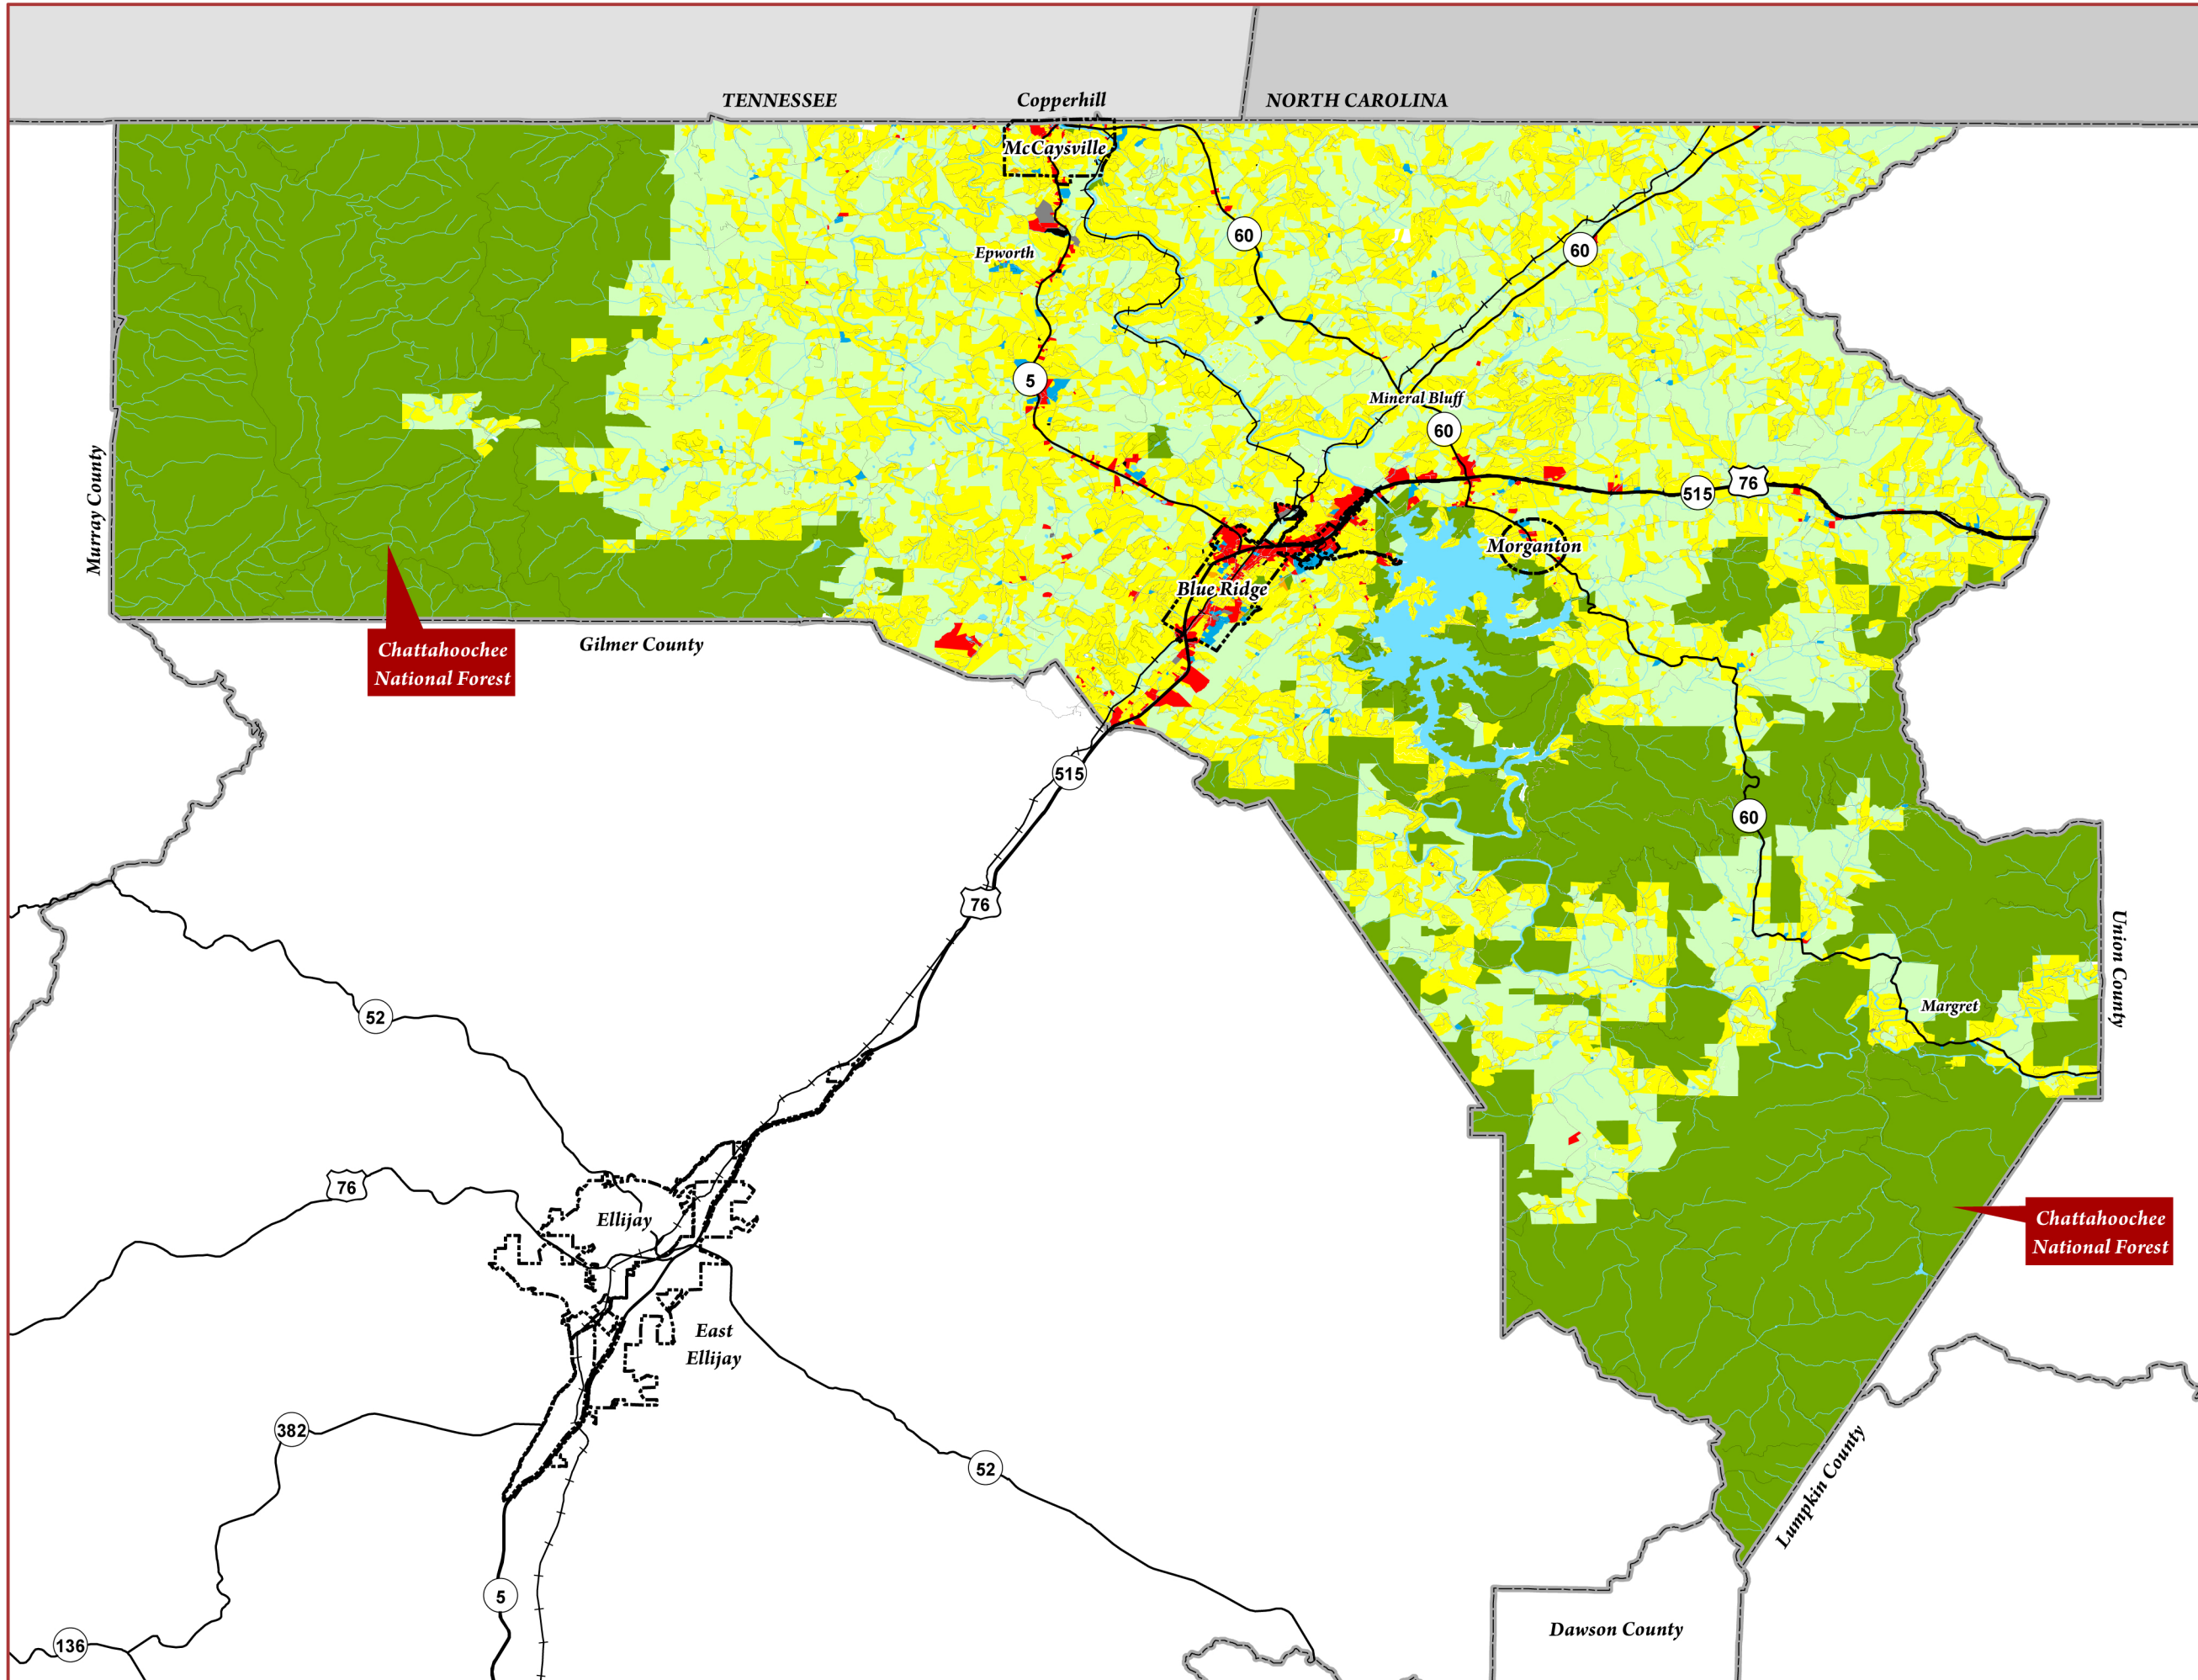 TENNESSEE
Copperhill
NORTH CAROLINA
McCaysville
60
60
Epworth
5
Mineral Bluff
60
76
515
Murray County
Morganton
Blue Ridge
Gilmer County
Chattahoochee
National Forest
515
60
76
Union County
Margret
52
76
Ellijay
Chattahoochee
National Forest
East
Ellijay
382
52
Lumpkin County
5
Dawson County
136